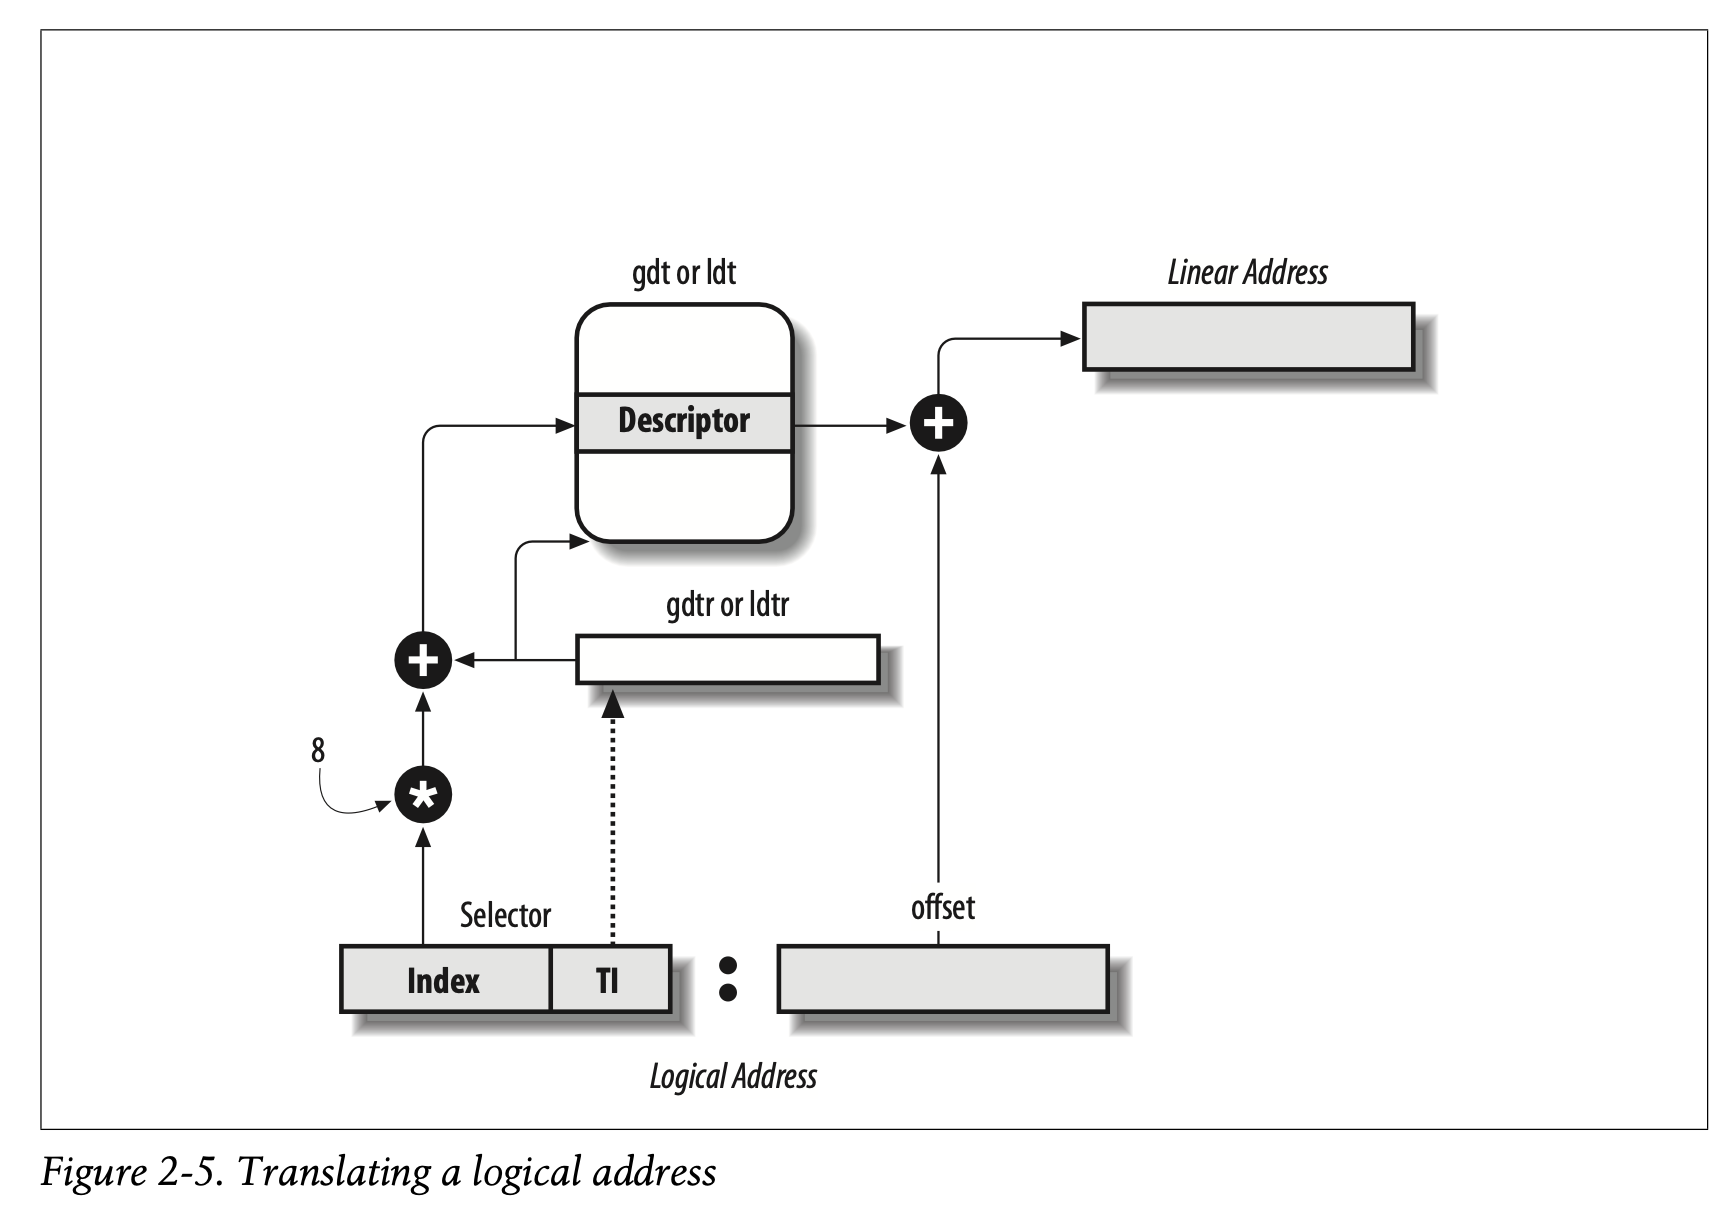 gdt or ldt
Linear Address
Descriptor
gdtr or ldtr
8
Selector
offset
Index
TI
Logical Address
Figure 2-5. Translating a logical address